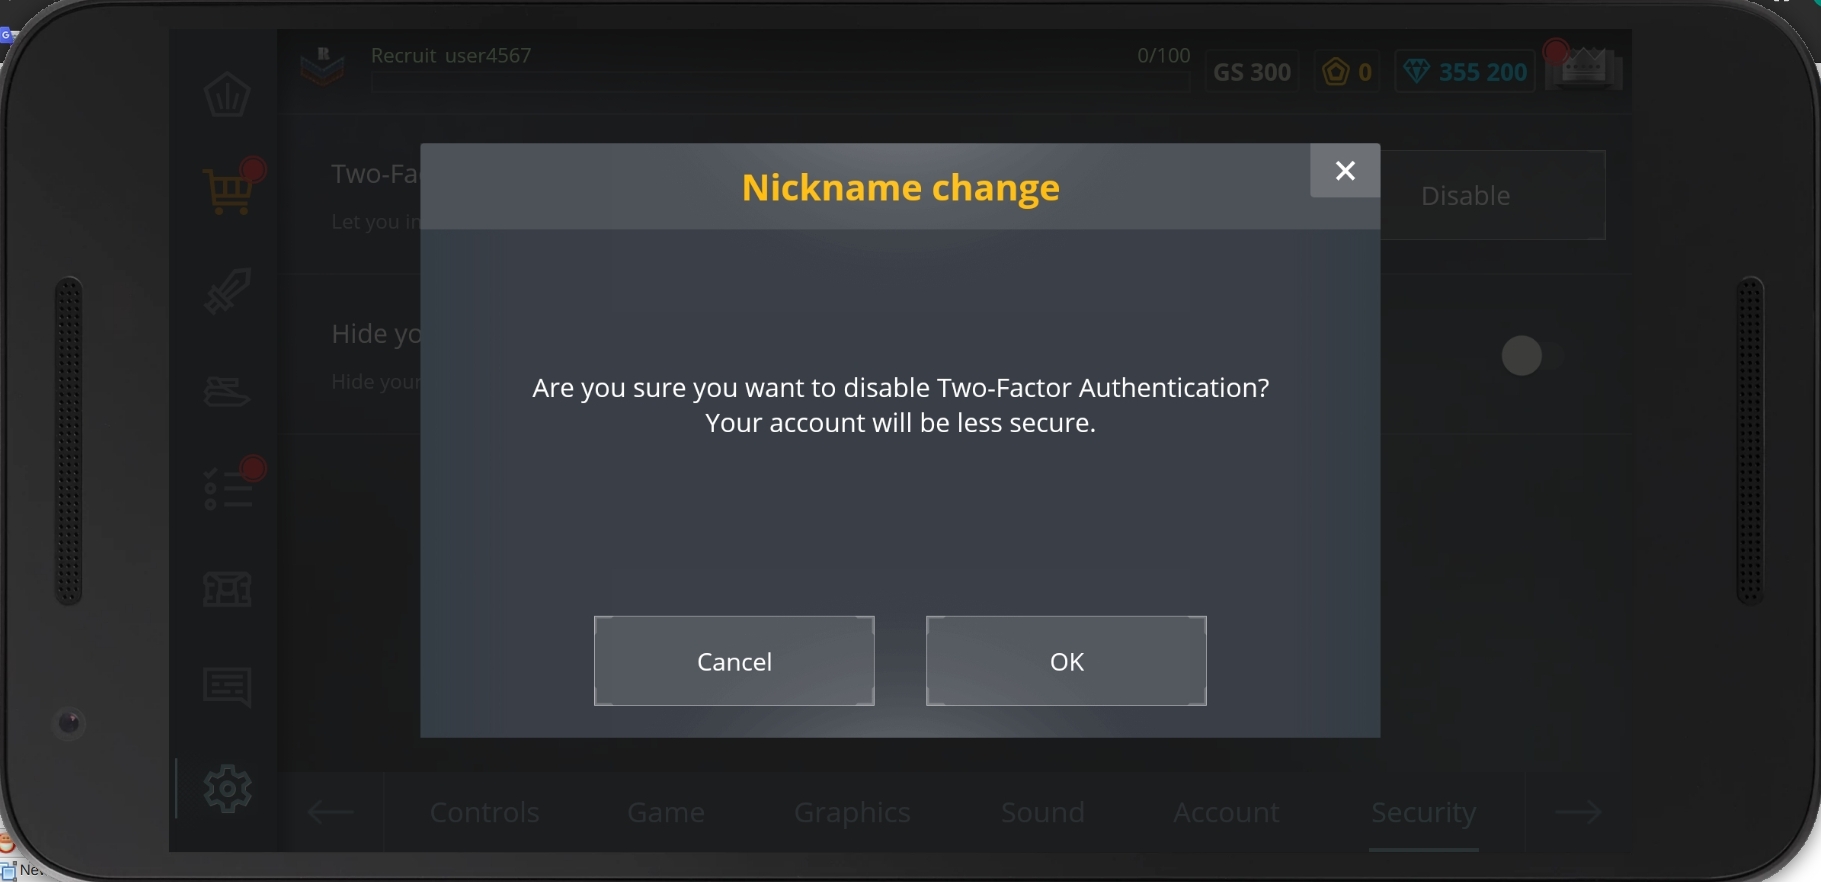 R
Recruit user4567
0/100
GS 300
0
355 200
Two-Fa
Disable
Let you i
Nickname change
Hide yo
Hide your
Are you sure you want to disable Two-Factor Authentication?
Your account will be less secure.
Cancel
OK
Controls
Game
Graphics
Sound
Account
Security